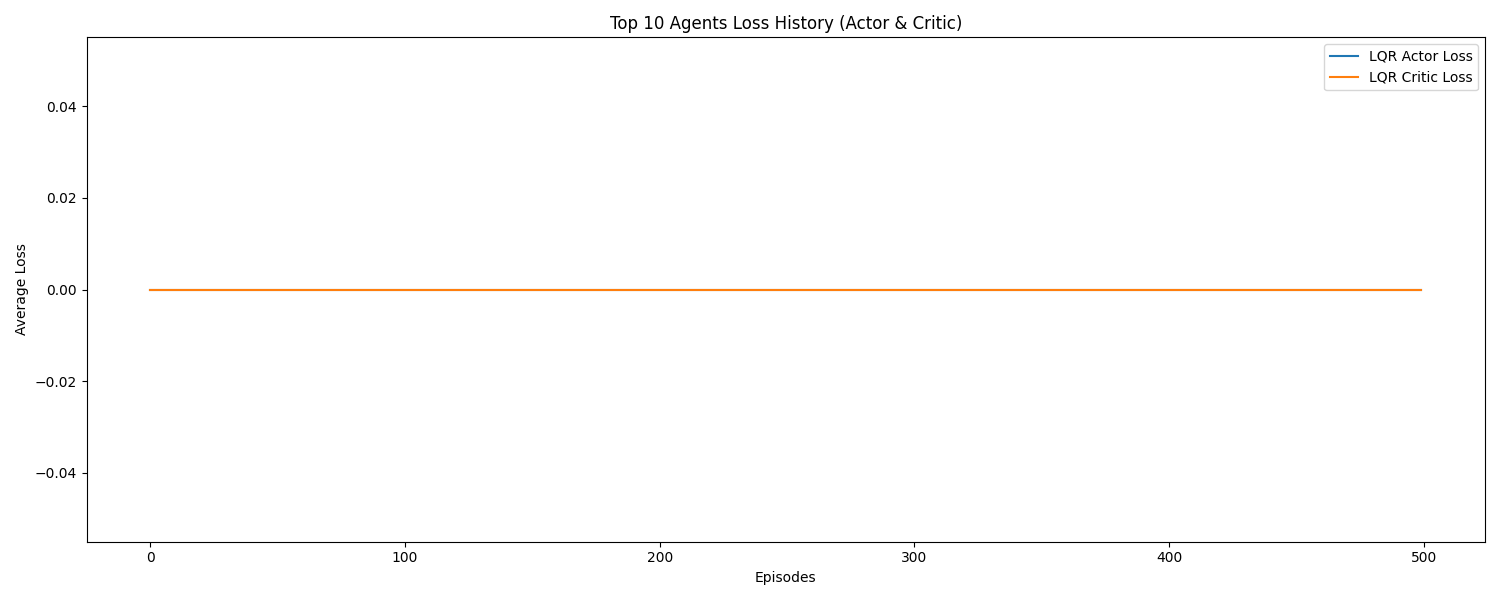 Top 10 Agents Loss History (Actor & Critic)
LQR Actor Loss
LQR Critic Loss
0.04
0.02
0.00
−0.02
−0.04
Average Loss
0
100
200
300
400
500
Episodes